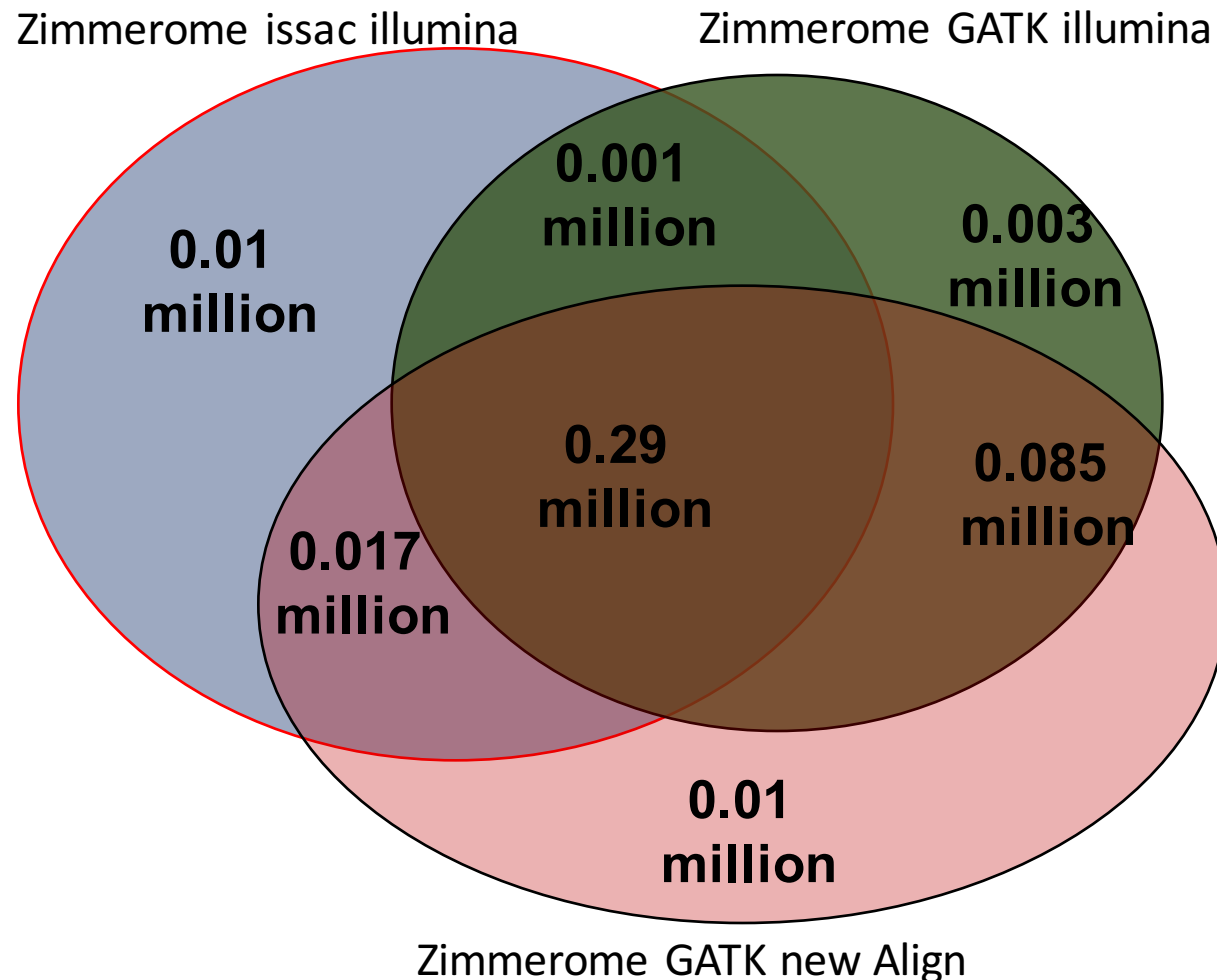 Zimmerome issac illumina
Zimmerome GATK illumina
0.001
million
0.003
million
0.01
million
0.29
million
0.085
million
0.017
million
0.01
million
Zimmerome GATK new Align